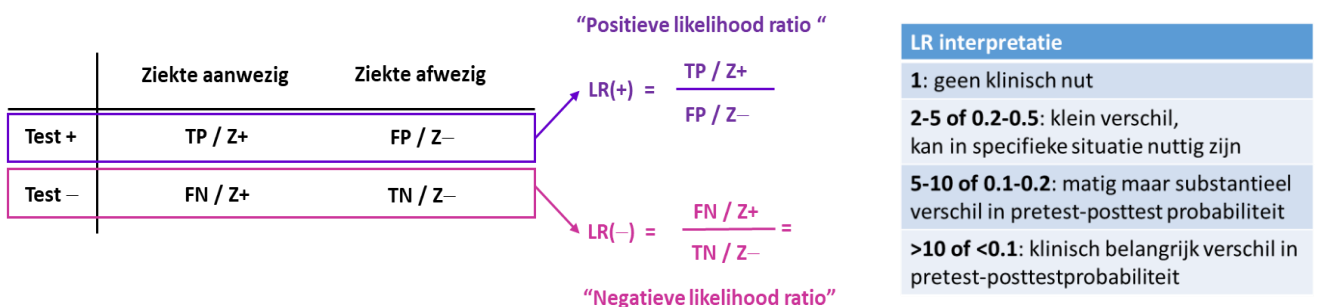 “Positieve likelihood ratio “
Ziekte aanwezig Ziekte afwezig
Test + TP / Z+ FP / Z−
Test − FN / Z+ TN / Z−
LR(+) = TP / Z+
FP / Z−
LR(−) = FN / Z+ =
TN / Z−
“Negatieve likelihood ratio”
LR interpretatie
1: geen klinisch nut
2-5 of 0.2-0.5: klein verschil,
kan in specifieke situatie nuttig zijn
5-10 of 0.1-0.2: matig maar substantieel
verschil in pretest-posttest probabiliteit
>10 of <0.1: klinisch belangrijk verschil in
pretest-posttestprobabiliteit